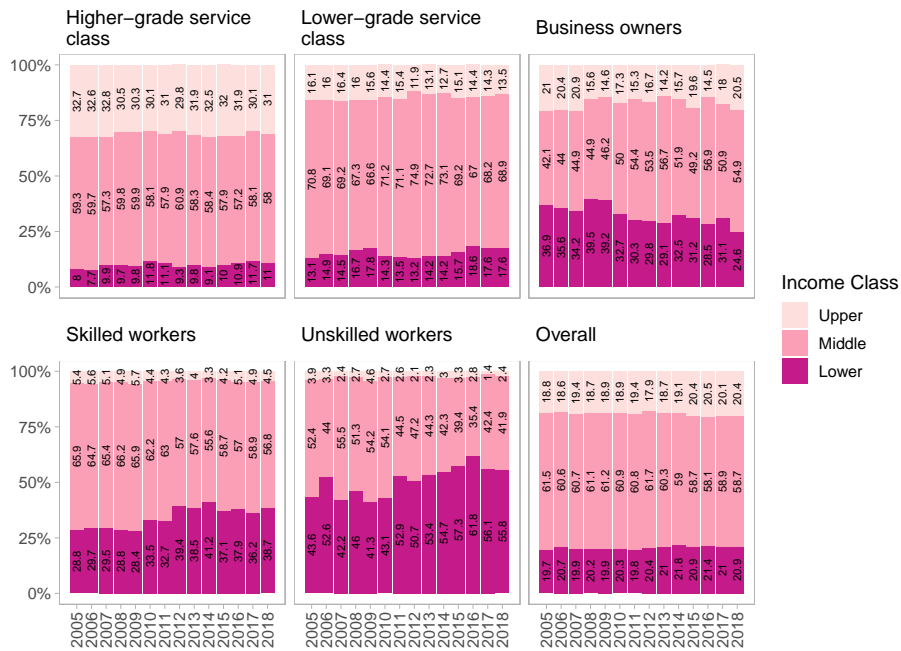 Higher−grade service
class
Lower−grade service
class
Business owners
100%
75%
50%
25%
0%
32.7 32.6 32.8 30.5 30.3 30.1 31 29.8 31.9 32.5 32 31.9 30.1 31
59.3 59.7 57.3 59.8 59.9 58.1 57.9 60.9 58.3 58.4 57.9 57.2 58.1 58
8 7.7 9.9 9.7 9.8 11.8 11.1 9.3 9.8 9.1 10 10.9 11.7 11
16.1 16 16.4 16 15.6 14.4 15.4 11.9 13.1 12.7 15.1 14.4 14.3 13.5
70.8 69.1 69.2 67.3 66.6 71.2 71.1 74.9 72.7 73.1 69.2 67 68.2 68.9
13.1 14.9 14.5 16.7 17.8 14.3 13.5 13.2 14.2 14.2 15.7 18.6 17.6 17.6
21 20.4 20.9 15.6 14.6 17.3 15.3 16.7 14.2 15.7 19.6 14.5 18 20.5
42.1 44 44.9 44.9 46.2 50 54.4 53.5 56.7 51.9 49.2 56.9 50.9 54.9
36.9 35.6 34.2 39.5 39.2 32.7 30.3 29.8 29.1 32.5 31.2 28.5 31.1 24.6
Income Class
Upper
Middle
Lower
Skilled workers
Unskilled workers
Overall
100%
75%
50%
25%
0%
5.4 5.6 5.1 4.9 5.7 4.4 4.3 3.6 4 3.3 4.2 5.1 4.9 4.5
65.9 64.7 65.4 66.2 65.9 62.2 63 57 57.6 55.6 58.7 57 58.9 56.8
28.8 29.7 29.5 28.8 28.4 33.5 32.7 39.4 38.5 41.2 37.1 37.9 36.2 38.7
3.9 3.3 2.4 2.7 4.6 2.7 2.6 2.1 2.3 3 3.3 2.8 1.4 2.4
52.4 44 55.5 51.3 54.2 54.1 44.5 47.2 44.3 42.3 39.4 35.4 42.4 41.9
43.6 52.6 42.2 46 41.3 43.1 52.9 50.7 53.4 54.7 57.3 61.8 56.1 55.8
18.8 18.6 19.4 18.7 18.9 18.9 19.4 17.9 18.7 19.1 20.4 20.5 20.1 20.4
61.5 60.6 60.7 61.1 61.2 60.9 60.8 61.7 60.3 59 58.7 58.1 58.9 58.7
19.7 20.7 19.9 20.2 19.9 20.3 19.8 20.4 21 21.8 20.9 21.4 21 20.9
2005 2006 2007 2008 2009 2010 2011 2012 2013 2014 2015 2016 2017 2018
2005 2006 2007 2008 2009 2010 2011 2012 2013 2014 2015 2016 2017 2018
2005 2006 2007 2008 2009 2010 2011 2012 2013 2014 2015 2016 2017 2018